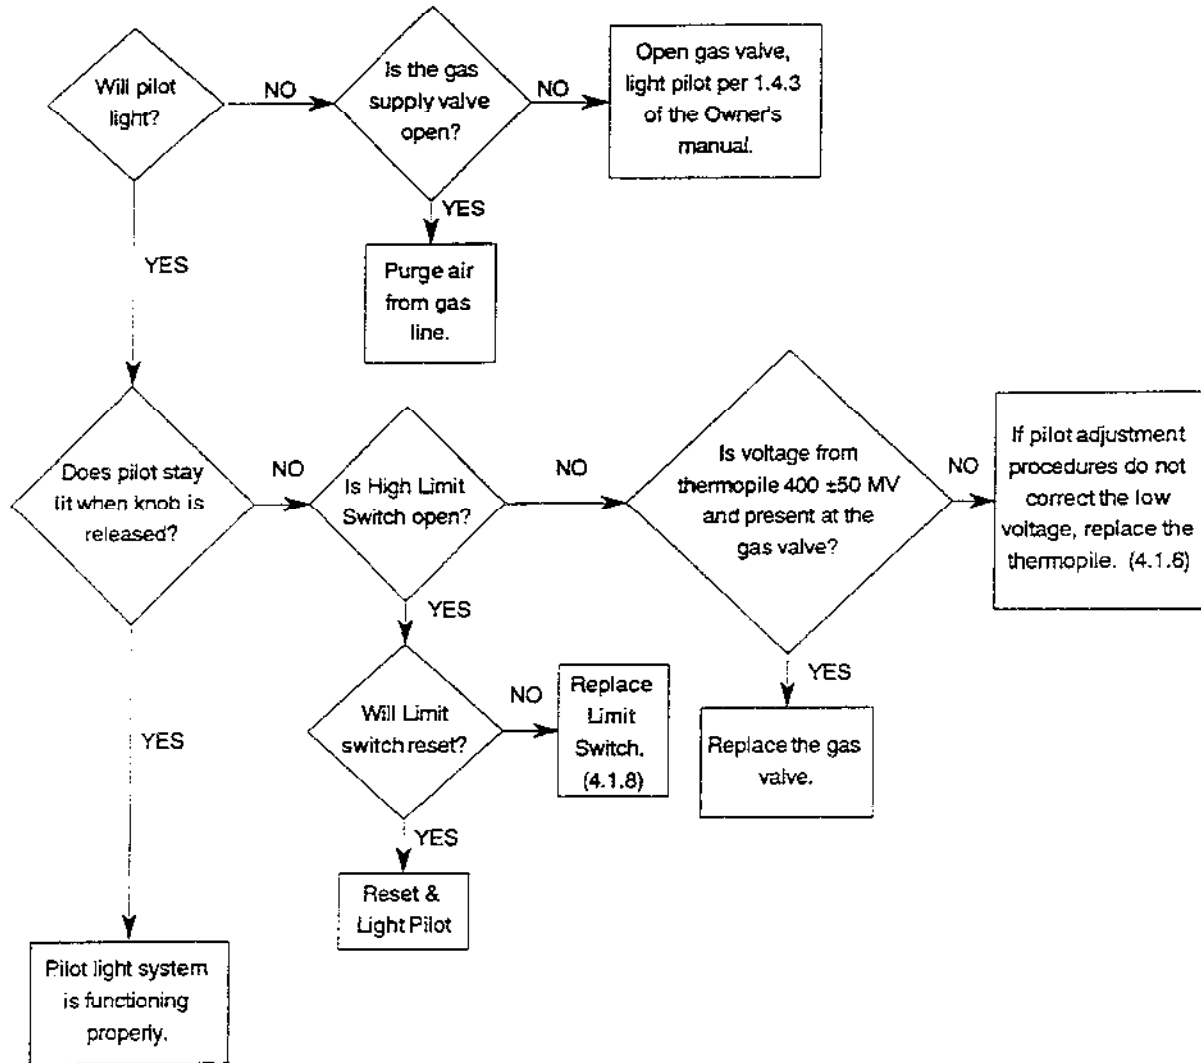 Will pilot
light?
NO
Is the gas
supply valve
open?
NO
Open gas valve,
light pilot per 1.4.3
of the Owner's
manual.
YES
YES
Purge air
from gas
line.
Does pilot stay
lit when knob is
released?
NO
Is High Limit
Switch open?
NO
Is voltage from
thermopile 400 ±50 MV
and present at the
gas valve?
NO
If pilot adjustment
procedures do not
correct the low
voltage, replace the
thermopile. (4.1.6)
YES
YES
YES
Will Limit
switch reset?
NO
Replace
Limit
Switch.
(4.1.8)
Replace the gas
valve.
YES
Reset &
Light Pilot
Pilot light system
is functioning
properly.